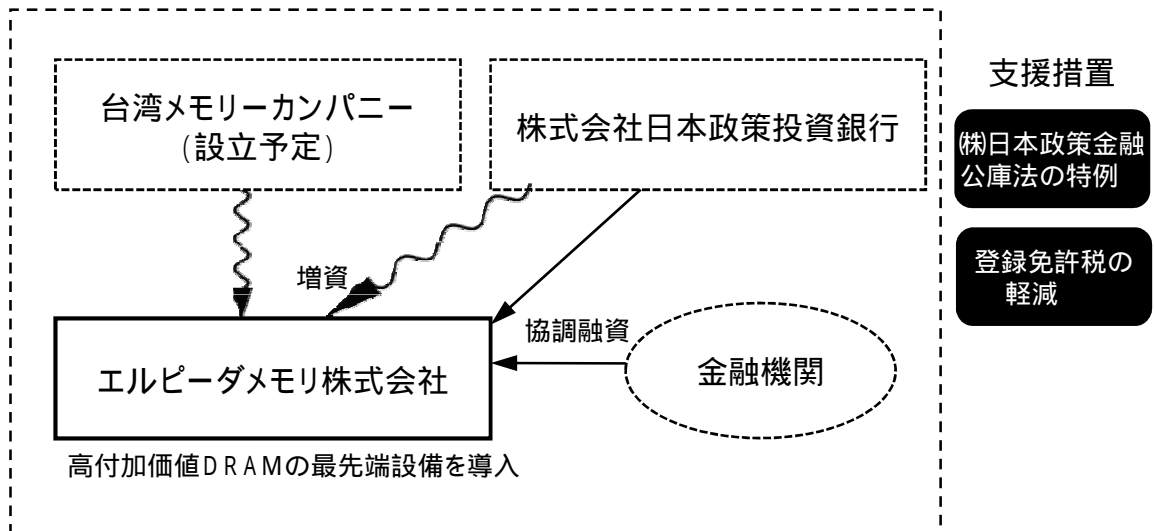 台湾メモリーカンパニー
(設立予定)
株式会社日本政策投資銀行
支援措置
㈱日本政策金融
公庫法の特例
登録免許税の
軽減
増資
協調融資
エルピーダメモリ株式会社
金融機関
高付加価値DRAMの最先端設備を導入